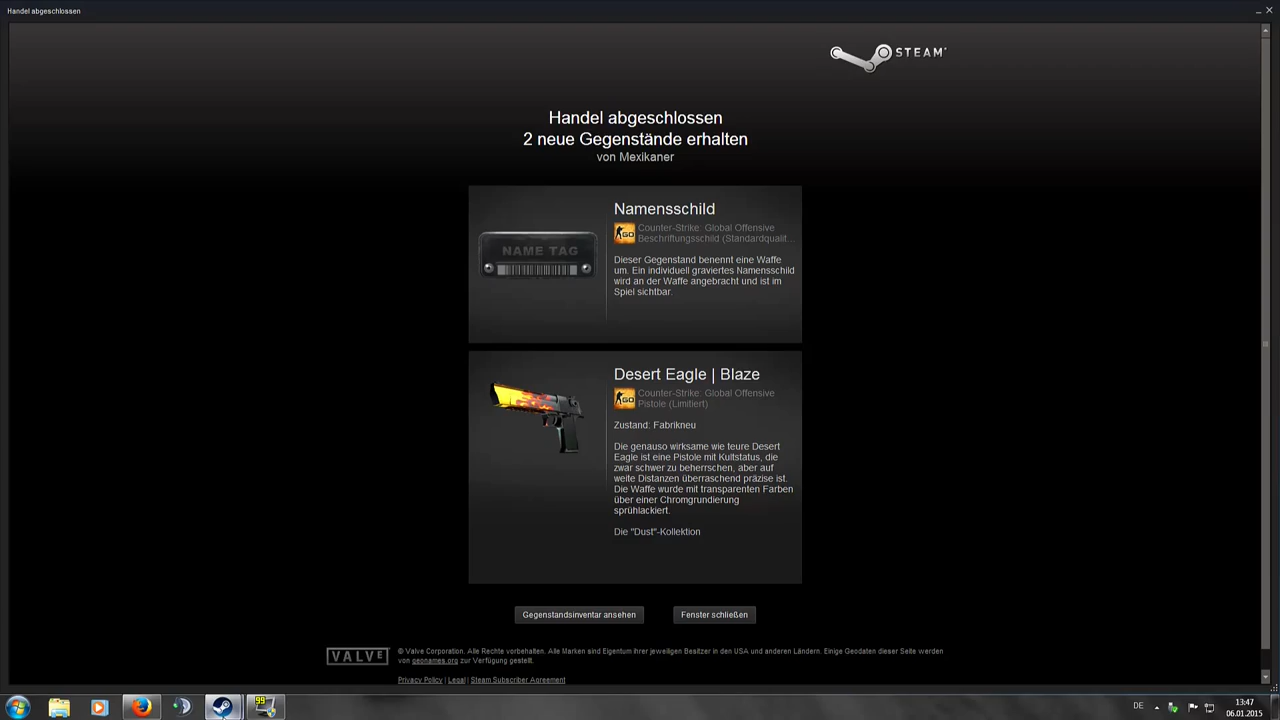 Handel abgeschlossen
STEAM
Handel abgeschlossen
2 neue Gegenstände erhalten
von Mexikaner
NAME TAG
Namensschild
GO
Counter-Strike: Global Offensive
Beschriftungsschild (Standardqualit...
Dieser Gegenstand benennt eine Waffe
um. Ein individuell graviertes Namensschild
wird an der Waffe angebracht und ist im
Spiel sichtbar.
Desert Eagle | Blaze
GO
Counter-Strike: Global Offensive
Pistole (Limitiert)
Zustand: Fabrikneu
Die genauso wirksame wie teure Desert
Eagle ist eine Pistole mit Kultstatus, die
zwar schwer zu beherrschen, aber auf
weite Distanzen überraschend präzise ist.
Die Waffe wurde mit transparenten Farben
über einer Chromgrundierung
sprühlackiert.
Die "Dust"-Kollektion
Gegenstandsinventar ansehen
Fenster schließen
VALVE
© Valve Corporation. Alle Rechte vorbehalten. Alle Marken sind Eigentum ihrer jeweiligen Besitzer in den USA und anderen Ländern. Einige Geodaten dieser Seite werden
von geonames.org zur Verfügung gestellt.
Privacy Policy | Legal | Steam Subscriber Agreement
99
DE
13:47
06.01.2015